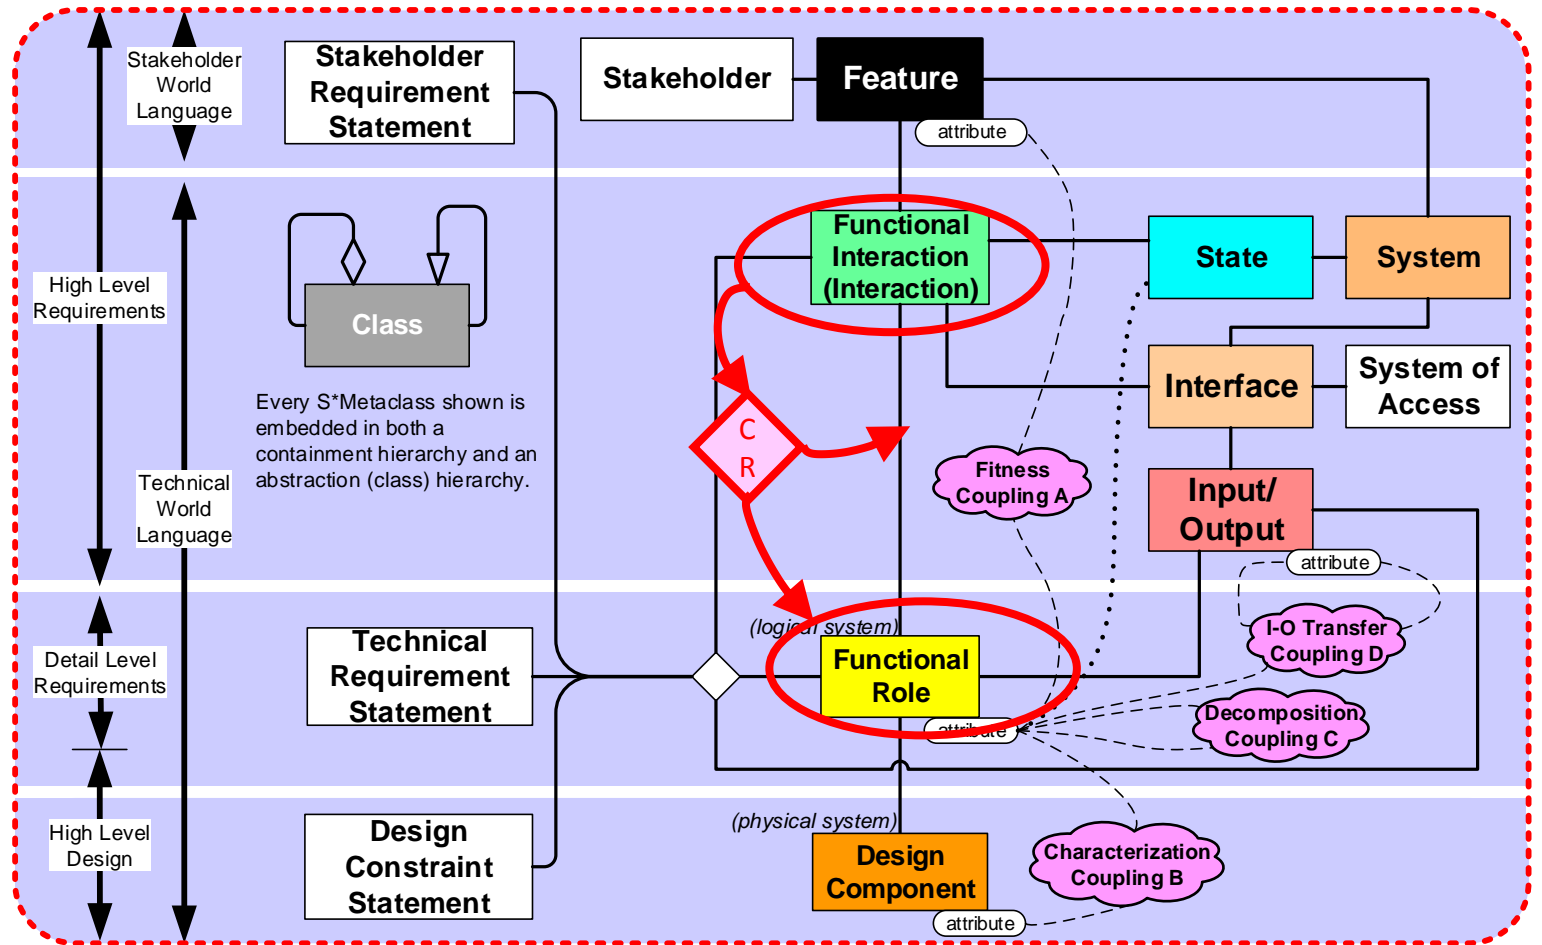 Stakeholder
World
Language
Stakeholder
Requirement
Statement
Stakeholder
Feature
attribute
High Level
Requirements
Class
Every S*Metaclass shown is
embedded in both a
containment hierarchy and an
abstraction (class) hierarchy.
Technical
World
Language
Functional
Interaction
(Interaction)
State
System
Interface
System of
Access
C
R
Fitness
Coupling A
Input/
Output
attribute
I-O Transfer
Coupling D
Detail Level
Requirements
Technical
Requirement
Statement
(logical system)
Functional
Role
attribute
Decomposition
Coupling C
High Level
Design
Design
Constraint
Statement
(physical system)
Design
Component
attribute
Characterization
Coupling B